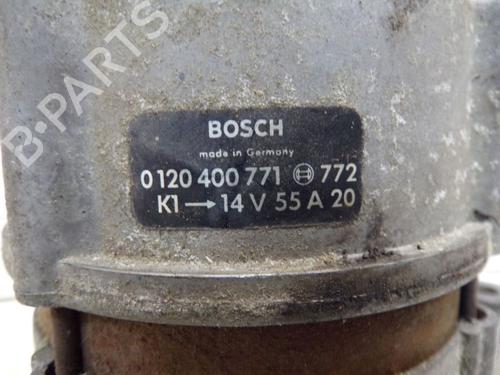 B-PARTS
BOSCH
made in Germany
0 120 400 771 772
K1 → 14 V 55 A 20